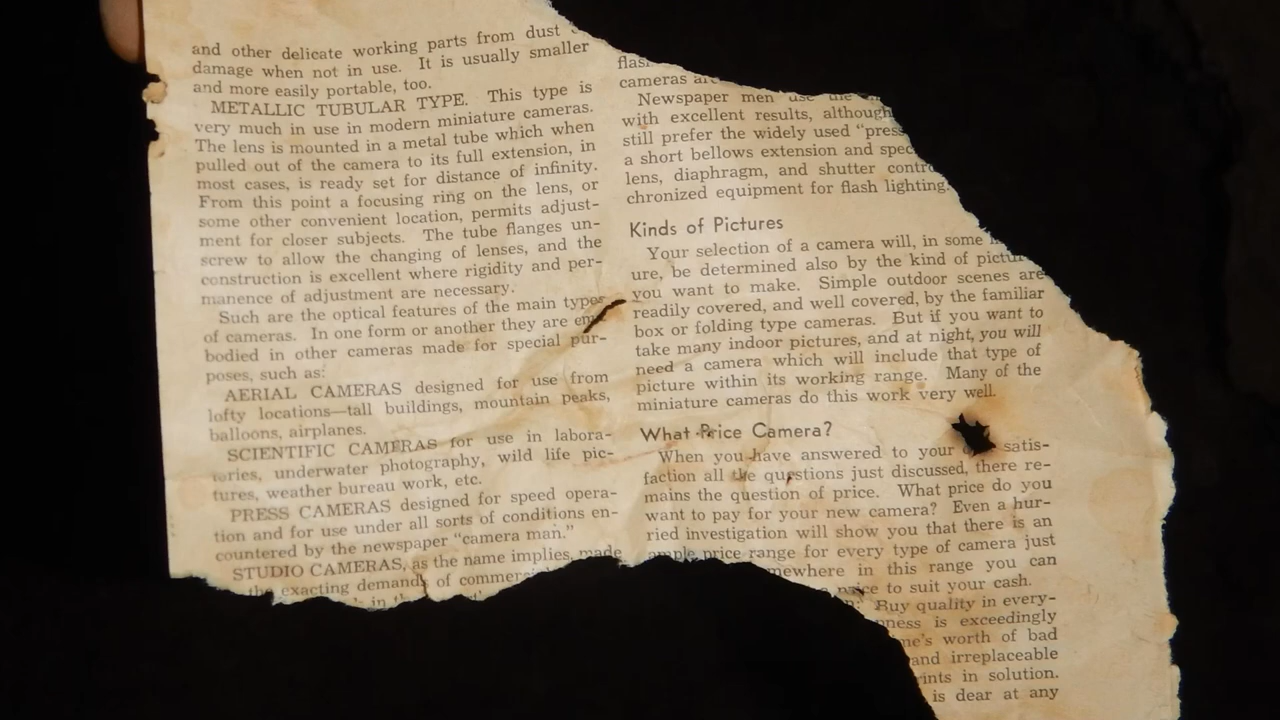 and other delicate working parts from dust
damage when not in use. It is usually smaller
and more easily portable, too.
METALLIC TUBULAR TYPE. This type is
very much in use in modern miniature cameras.
The lens is mounted in a metal tube which when
pulled out of the camera to its full extension, in
most cases, is ready set for distance of infinity.
From this point a focusing ring on the lens, or
some other convenient location, permits adjust-
ment for closer subjects. The tube flanges un-
screw to allow the changing of lenses, and the
construction is excellent where rigidity and per-
manence of adjustment are necessary.
Such are the optical features of the main types
of cameras. In one form or another they are em
bodied in other cameras made for special pur-
poses, such as:
AERIAL CAMERAS designed for use from
lofty locations—tall buildings, mountain peaks,
balloons, airplanes.
SCIENTIFIC CAMERAS for use in labora-
tories, underwater photography, wild life pic-
tures, weather bureau work, etc.
PRESS CAMERAS designed for speed opera-
tion and for use under all sorts of conditions en-
countered by the newspaper “camera man.”
STUDIO CAMERAS, as the name implies, made
the exacting demands of commerc
in
flas
cameras are
Newspaper men use the
with excellent results, although
still prefer the widely used “press
a short bellows extension and spec
lens, diaphragm, and shutter contro
chronized equipment for flash lighting.
Kinds of Pictures
Your selection of a camera will, in some
ure, be determined also by the kind of pictu
you want to make. Simple outdoor scenes are
readily covered, and well covered, by the familiar
box or folding type cameras. But if you want to
take many indoor pictures, and at night, you will
need a camera which will include that type of
picture within its working range. Many of the
miniature cameras do this work very well.
What Price Camera?
When you have answered to your satis-
faction all the questions just discussed, there re-
mains the question of price. What price do you
want to pay for your new camera? Even a hur-
ried investigation will show you that there is an
ample price range for every type of camera just
mewhere in this range you can
price to suit your cash.
Buy quality in every-
pness is exceedingly
me's worth of bad
and irreplaceable
ints in solution.
is dear at any